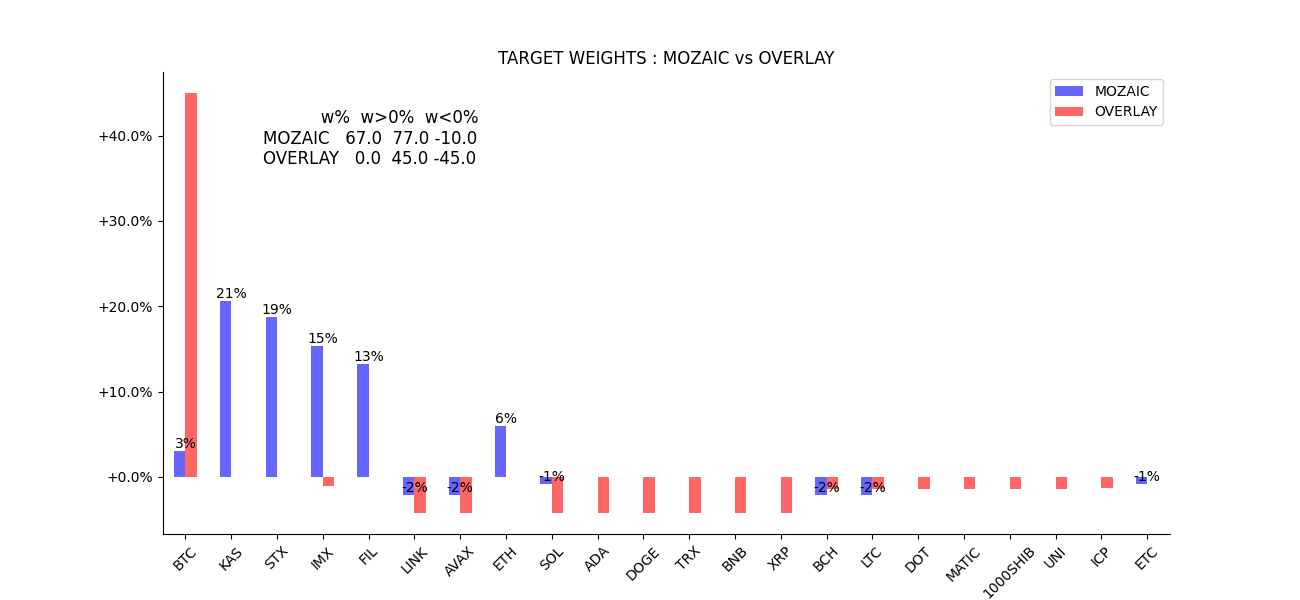 TARGET WEIGHTS : MOZAIC vs OVERLAY
MOZAIC
OVERLAY
w% w>0% w<0%
MOZAIC 67.0 77.0 -10.0
OVERLAY 0.0 45.0 -45.0
+40.0%
+30.0%
+20.0%
+10.0%
+0.0%
3%
21%
19%
15%
13%
-2%
-2%
6%
-1%
-2%
-2%
-1%
BTC
KAS
STX
IMX
FIL
LINK
AVAX
ETH
SOL
ADA
DOGE
TRX
BNB
XRP
BCH
LTC
DOT
MATIC
1000SHIB
UNI
ICP
ETC